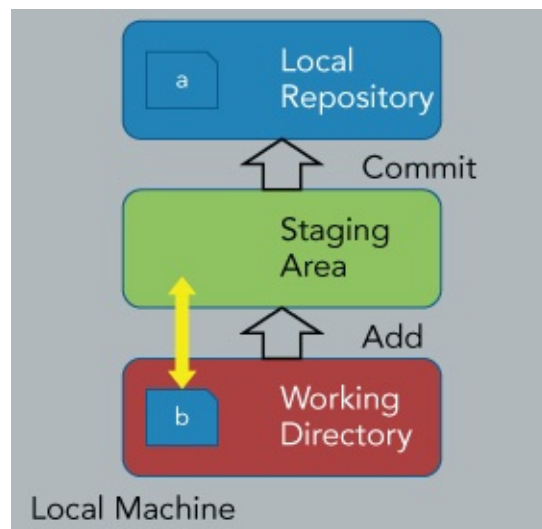 a
Local
Repository
Commit
Staging
Area
Add
b
Working
Directory
Local Machine